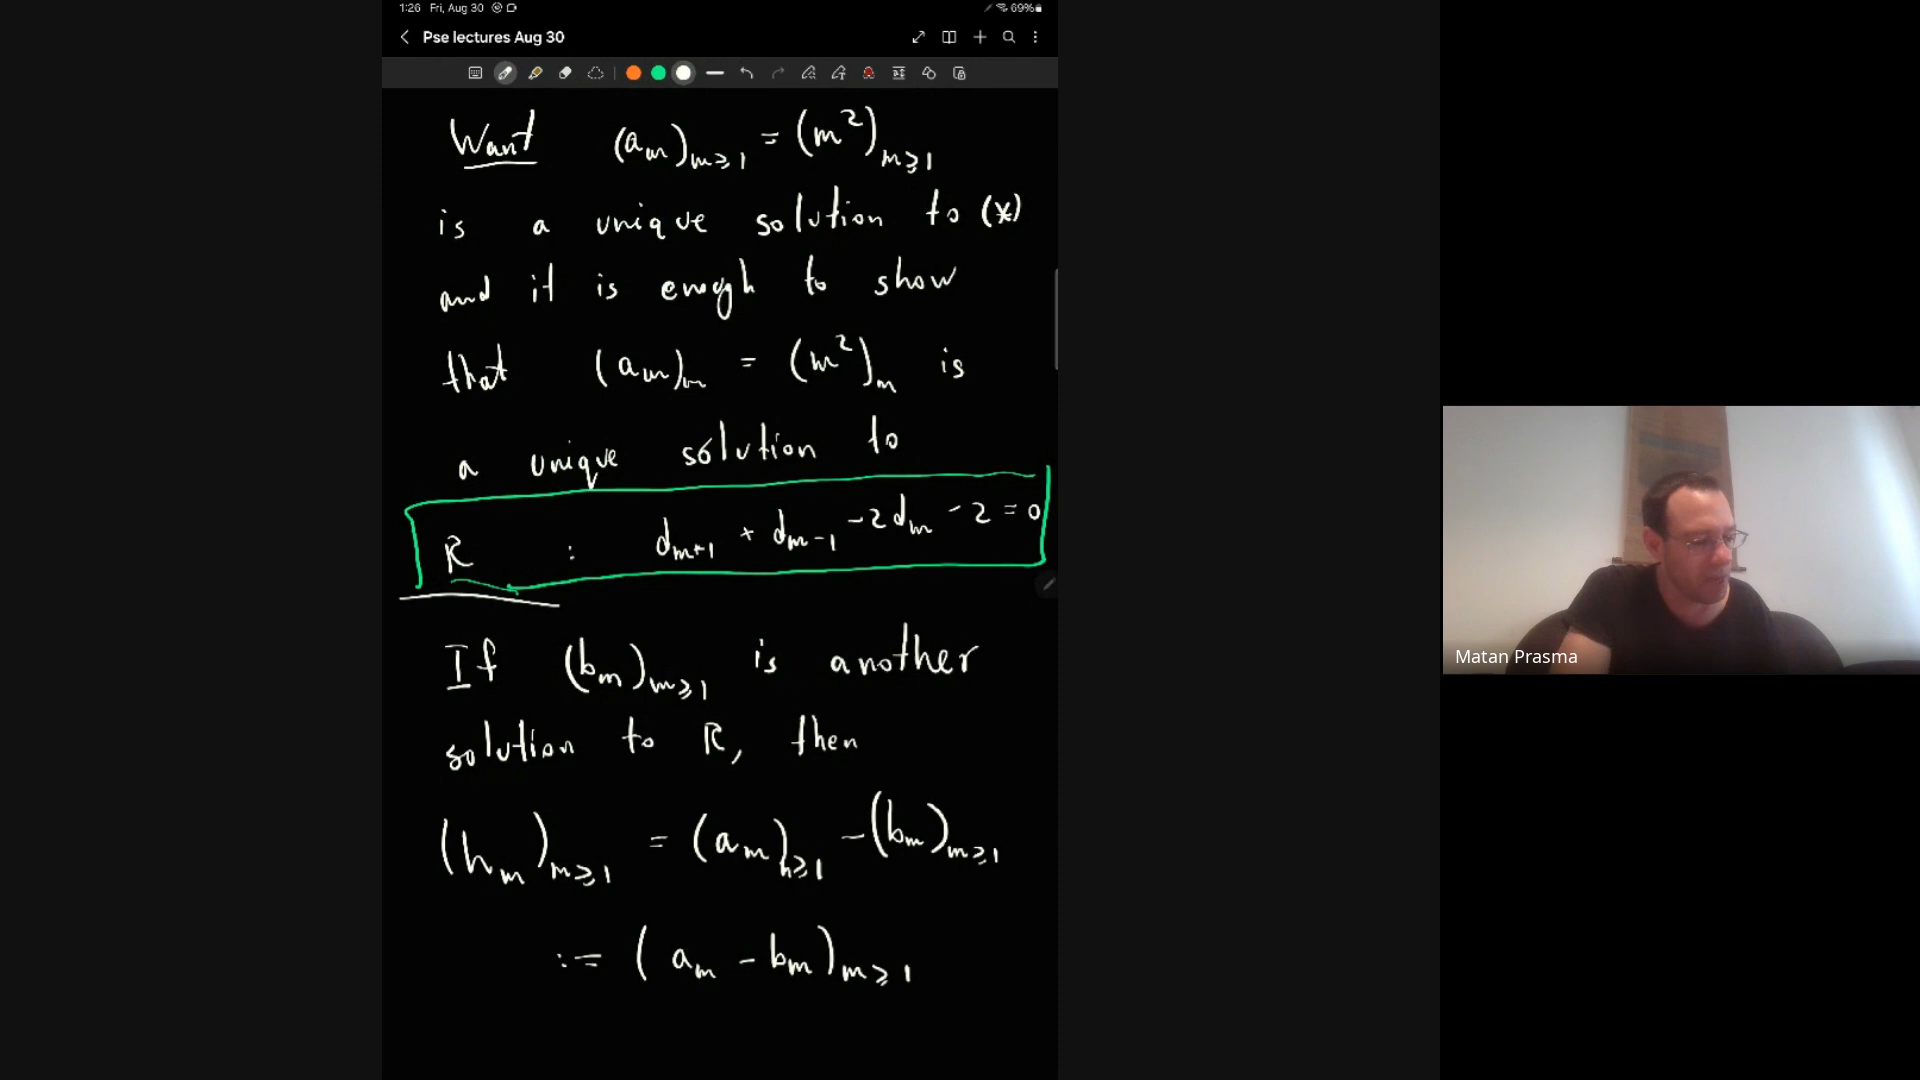 1:26 Fri, Aug 30
69%
Pse lectures Aug 30
Want (a_m)_{m≥1} = (m²)_{m≥1}
is a unique solution to (*)
and it is enough to show
that (a_m)_m = (m²)_m is
a unique solution to
R : d_{m+1} + d_{m-1} - 2d_m - 2 = 0
If (b_m)_{m≥1} is another
solution to R, then
(h_m)_{m≥1} = (a_m)_{m≥1} - (b_m)_{m≥1}
:= (a_m - b_m)_{m≥1}
Matan Prasma